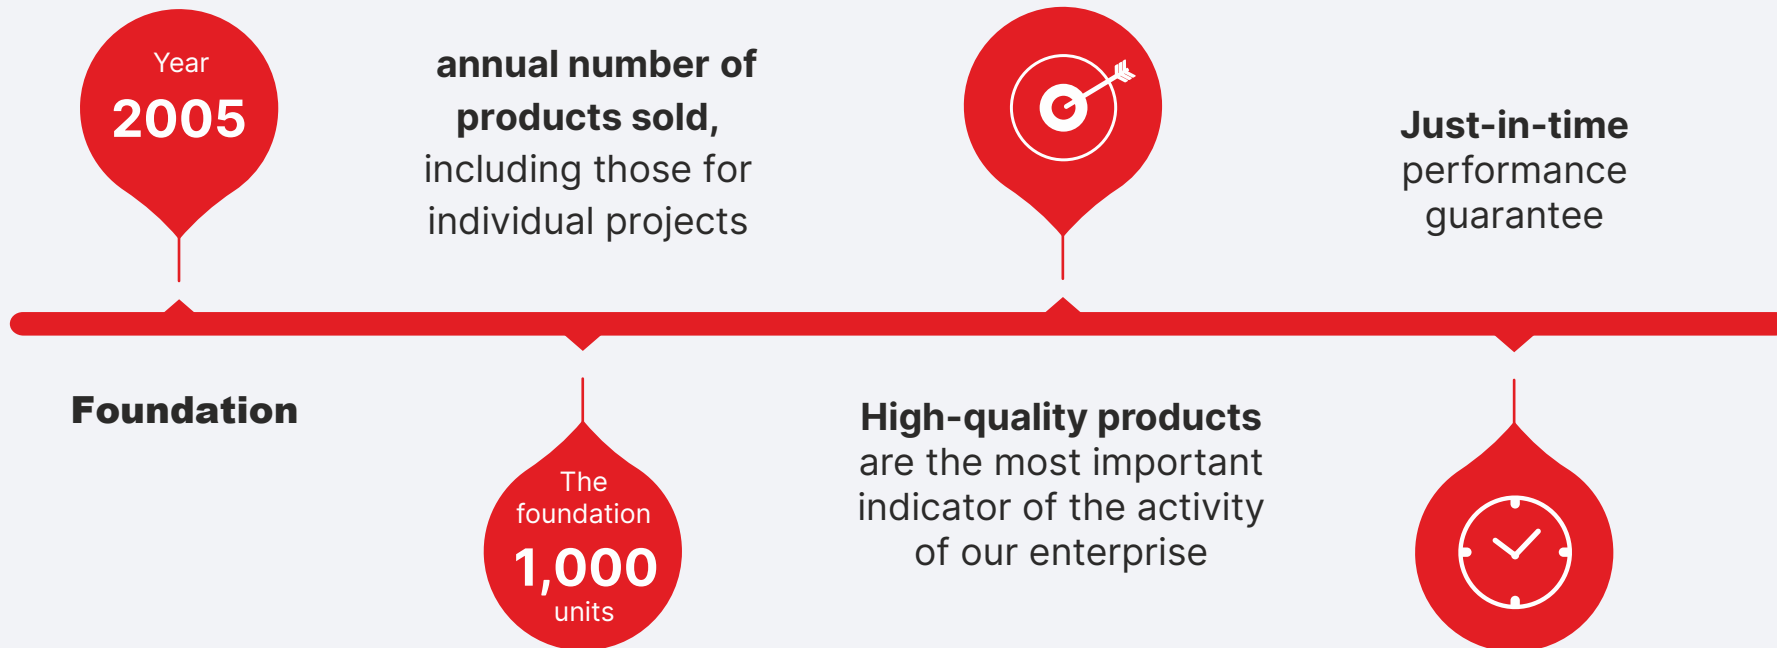 Year
2005
Foundation
annual number of
products sold,
including those for
individual projects
The
foundation
1,000
units
High-quality products
are the most important
indicator of the activity
of our enterprise
Just-in-time
performance
guarantee